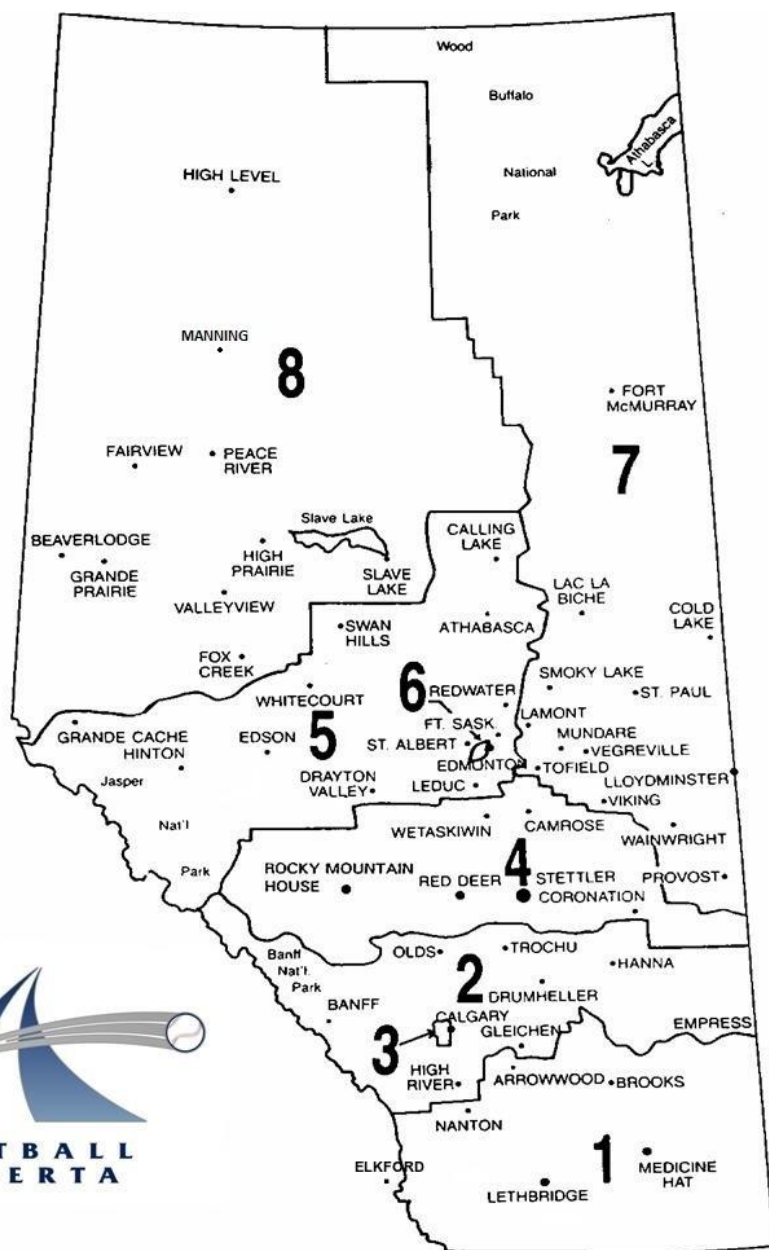 Wood
Buffalo
National
Park
Athabasca
L.
HIGH LEVEL
MANNING
8
FORT
McMURRAY
FAIRVIEW
PEACE
RIVER
7
Slave Lake
CALLING
LAKE
BEAVERLODGE
GRANDE
PRAIRIE
HIGH
PRAIRIE
SLAVE
LAKE
VALLEYVIEW
LAC LA
BICHE
COLD
LAKE
SWAN
HILLS
ATHABASCA
FOX
CREEK
WHITECOURT
6
REDWATER
SMOKY LAKE
ST. PAUL
GRANDE CACHE
HINTON
EDSON
5
FT. SASK.
ST. ALBERT
EDMONTON
LAMONT
MUNDARE
VEGREVILLE
TOFIELD
Jasper
Nat'l
Park
DRAYTON
VALLEY
LEDUC
LLOYDMINSTER
VIKING
WETASKIWIN
CAMROSE
WAINWRIGHT
ROCKY MOUNTAIN
HOUSE
RED DEER
4
STETTLER
CORONATION
PROVOST
Banff
Nat'l.
Park
OLDS
TROCHU
HANNA
2
DRUMHELLER
BANFF
3
CALGARY
GLEICHEN
EMPRESS
HIGH
RIVER
ARROWWOOD
BROOKS
NANTON
1
ELKFORD
LETHBRIDGE
MEDICINE
HAT
TBALL
ERTA